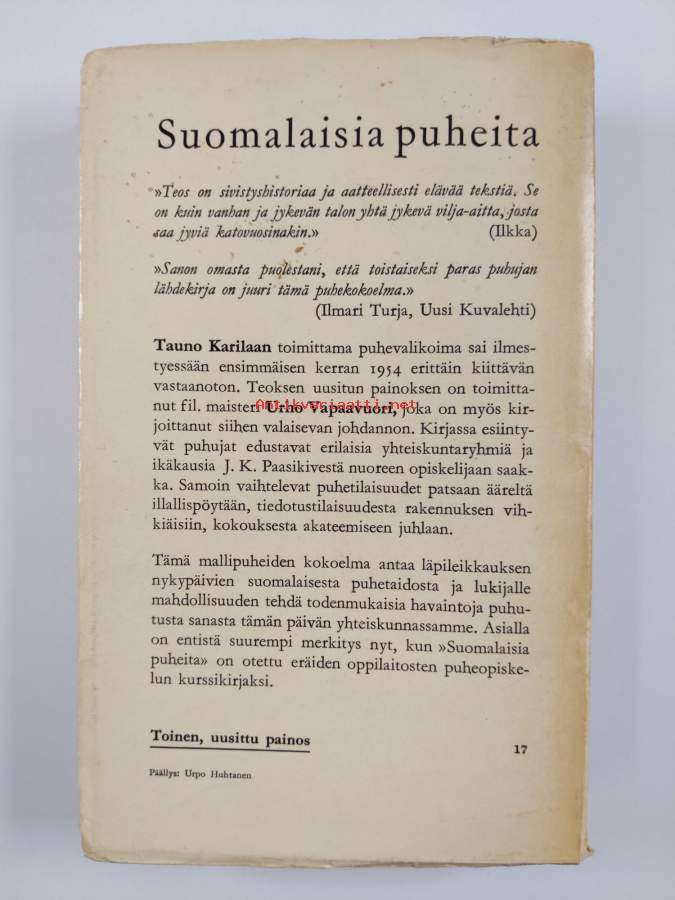 Suomalaisia puheita
»Teos on sivistyshistoriaa ja aatteellisesti elävää tekstiä. Se
on kuin vanhan ja jykevän talon yhtä jykevä vilja-aitta, josta
saa jyviä katovuosinakin.» (Ilkka)
»Sanon omasta puolestani, että toistaiseksi paras puhujan
lähdekirja on juuri tämä puhekokoelma.»
(Ilmari Turja, Uusi Kuvalehti)
Tauno Karilaan toimittama puhevalikoima sai ilmes-
tyessään ensimmäisen kerran 1954 erittäin kiittävän
vastaanoton. Teoksen uusitun painoksen on toimitta-
nut fil. maisteri Urho Vapaavuori, joka on myös kir-
Antikvariaatti.net
joittanut siihen valaisevan johdannon. Kirjassa esiinty-
vät puhujat edustavat erilaisia yhteiskuntaryhmiä ja
ikäkausia J. K. Paasikivestä nuoreen opiskelijaan saak-
ka. Samoin vaihtelevat puhetilaisuudet patsaan ääreltä
illallispöytään, tiedotustilaisuudesta rakennuksen vih-
kiäisiin, kokouksesta akateemiseen juhlaan.
Tämä mallipuheiden kokoelma antaa läpileikkauksen
nykypäivien suomalaisesta puhetaidosta ja lukijalle
mahdollisuuden tehdä todenmukaisia havaintoja puhu-
tusta sanasta tämän päivän yhteiskunnassamme. Asialla
on entistä suurempi merkitys nyt, kun »Suomalaisia
puheita» on otettu eräiden oppilaitosten puheopiske-
lun kurssikirjaksi.
Toinen, uusittu painos
17
Päällys: Urpo Huhtanen